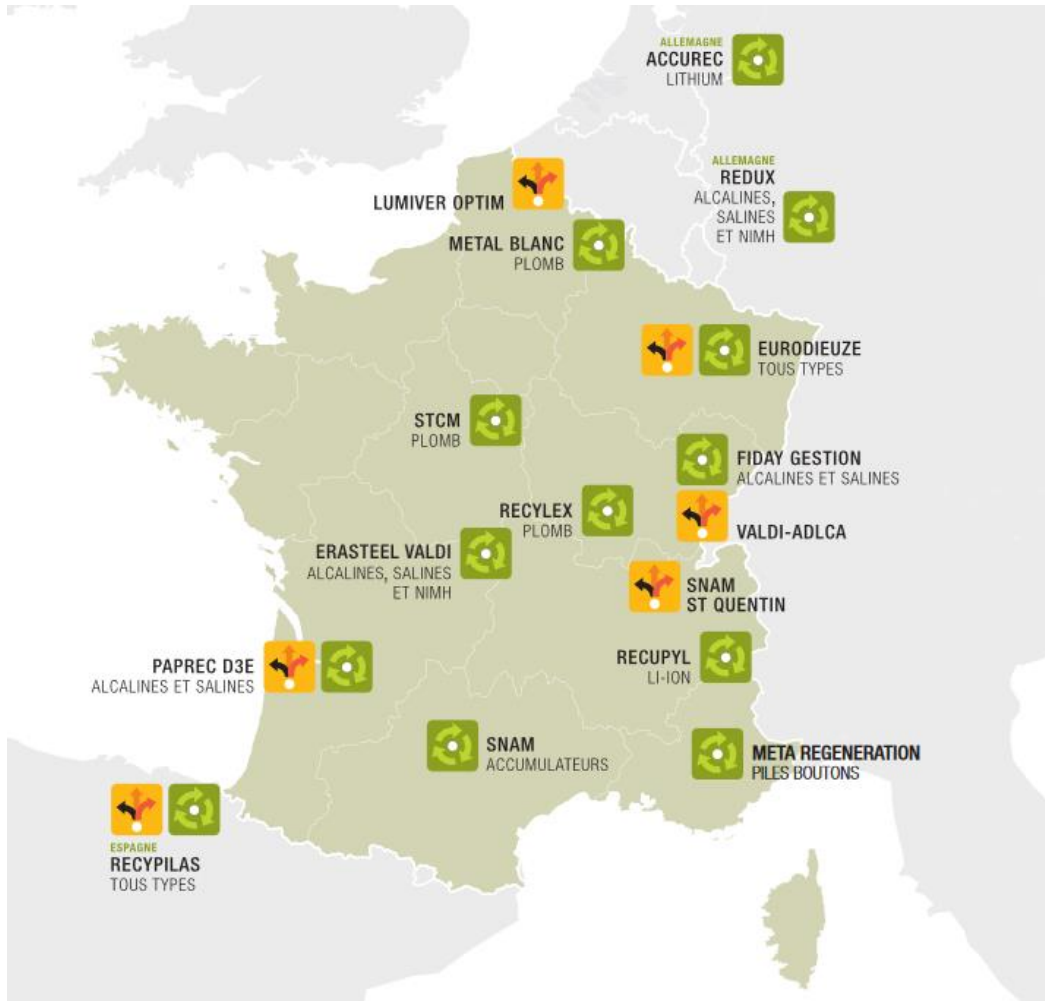 ALLEMAGNE
ACCUREC
LITHIUM
ALLEMAGNE
REDUX
ALCALINES,
SALINES
ET NIMH
LUMIVER OPTIM
METAL BLANC
PLOMB
EURODIEUZE
TOUS TYPES
STCM
PLOMB
FIDAY GESTION
ALCALINES ET SALINES
RECYLEX
PLOMB
VALDI-ADLCA
ERASTEEL VALDI
ALCALINES, SALINES
ET NIMH
SNAM
ST QUENTIN
PAPREC D3E
ALCALINES ET SALINES
RECUPYL
LI-ION
SNAM
ACCUMULATEURS
META REGENERATION
PILES BOUTONS
ESPAGNE
RECYPILAS
TOUS TYPES